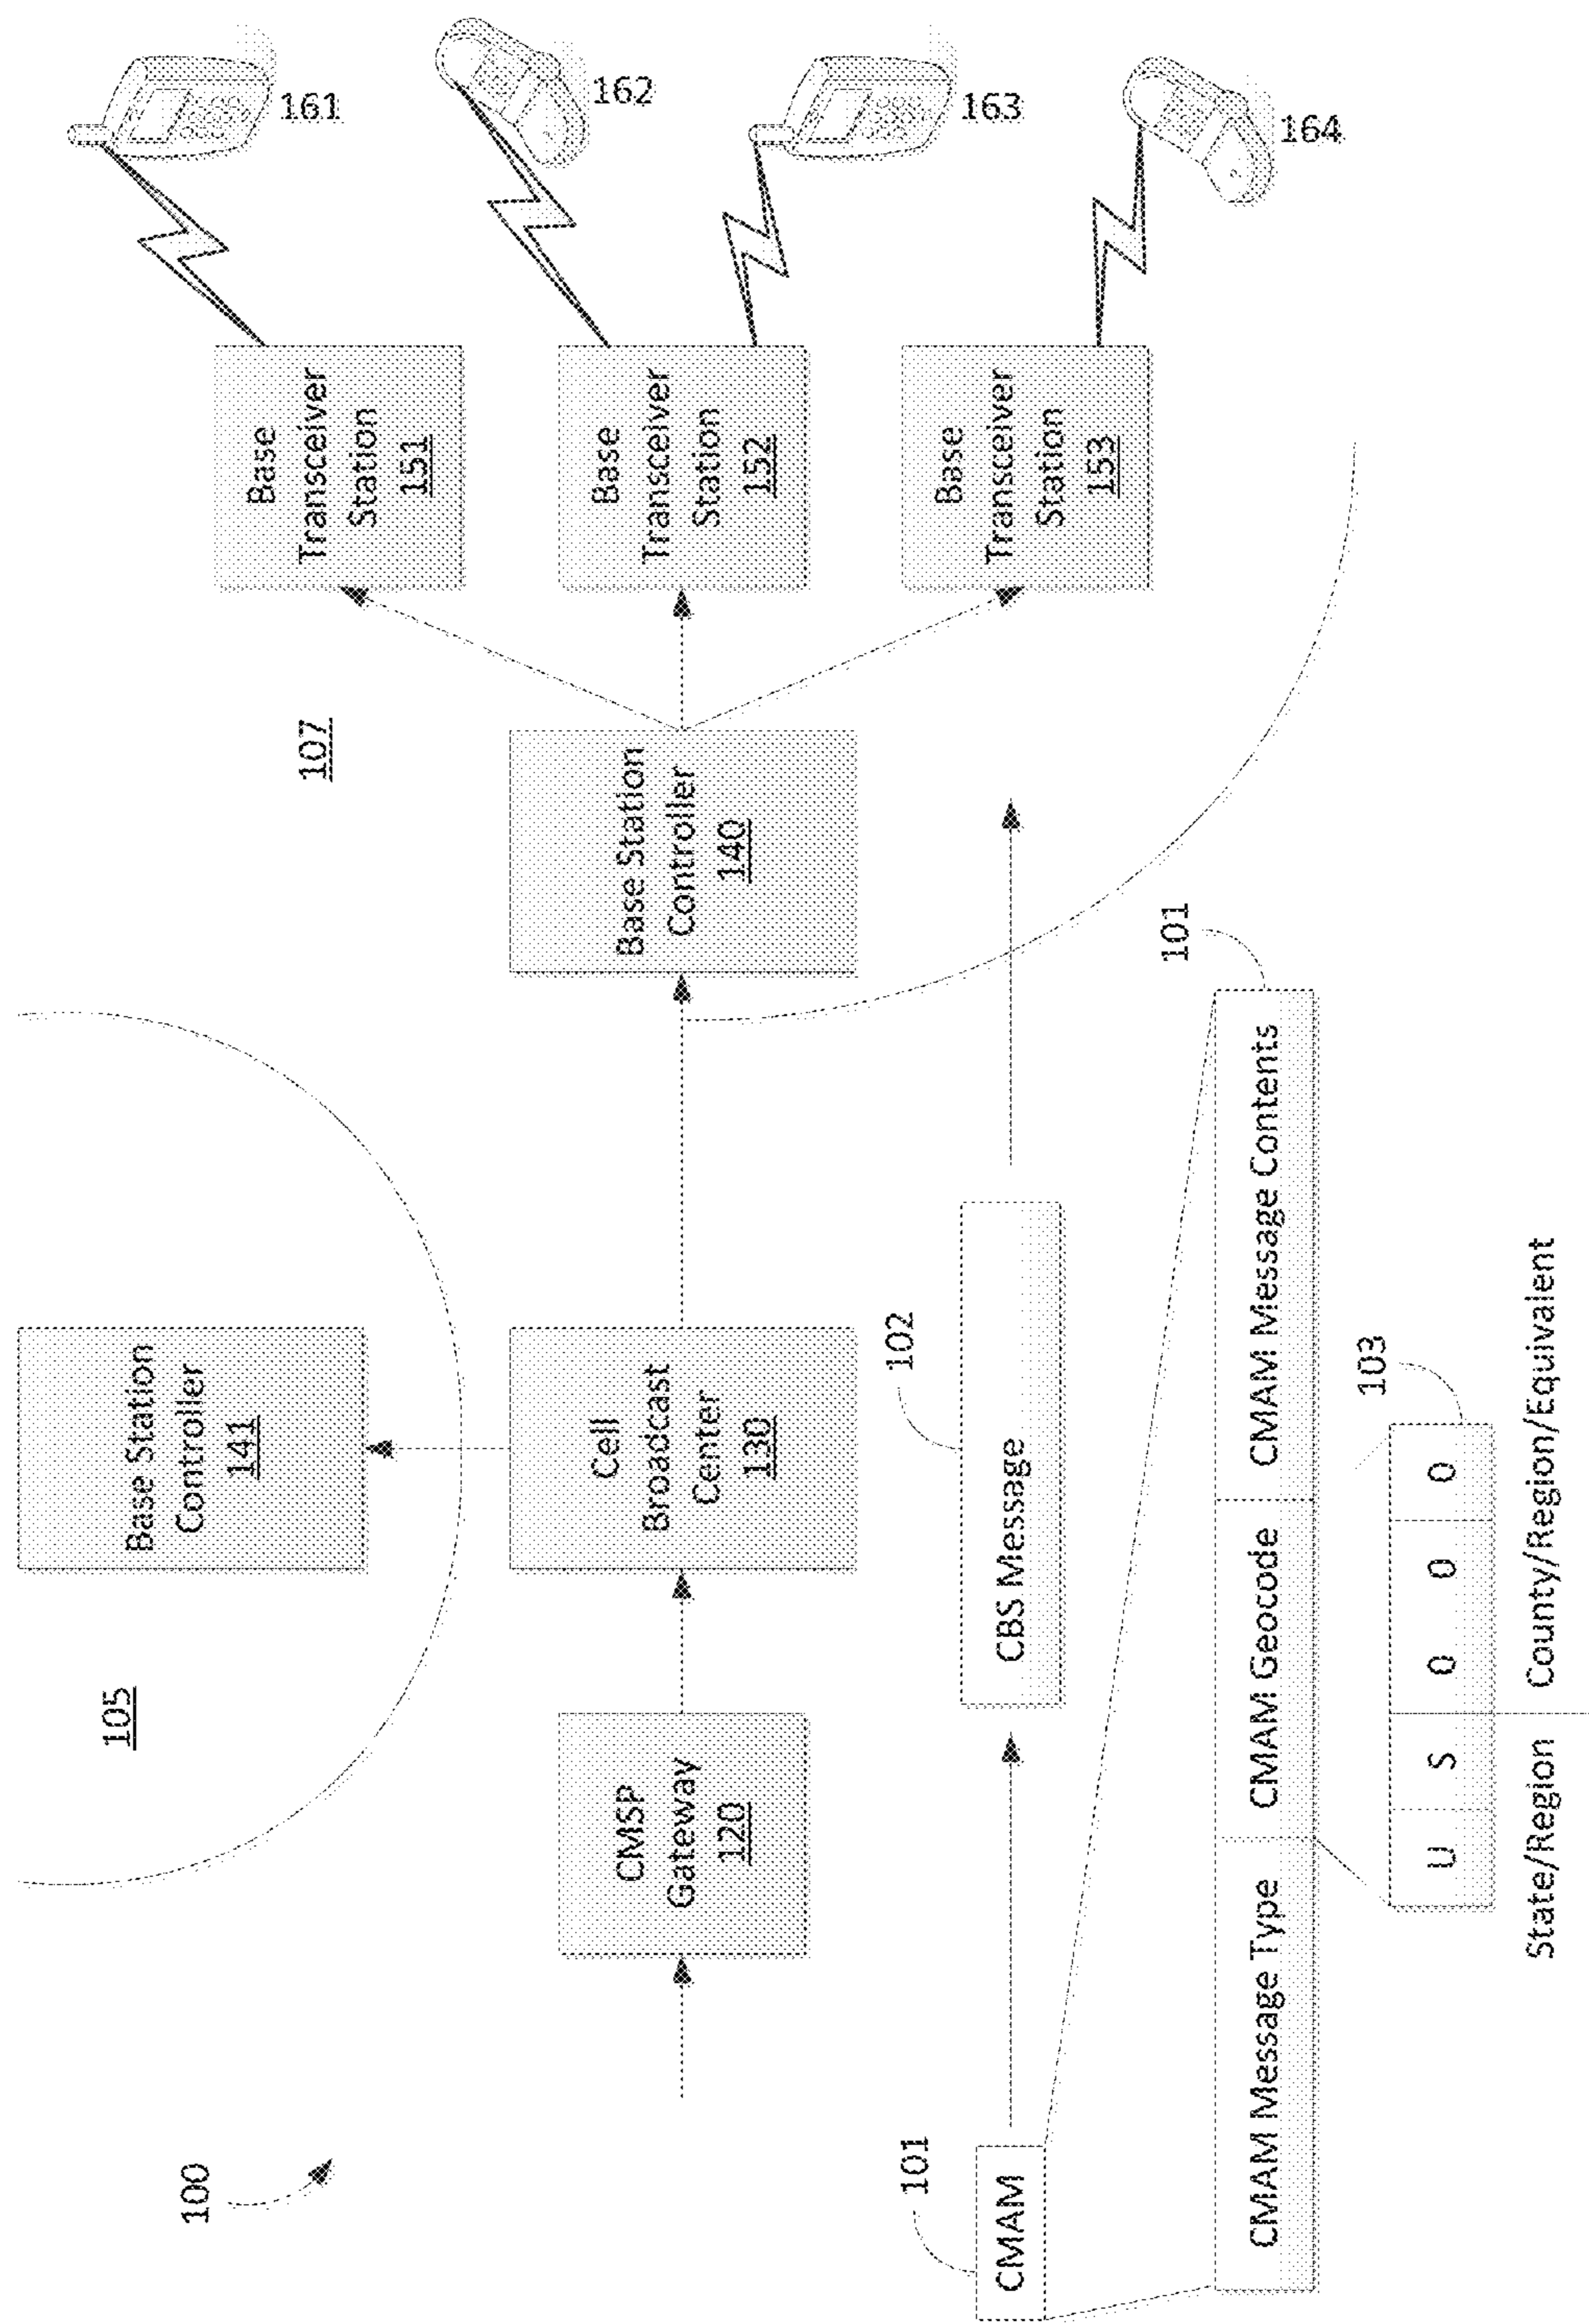 100
105
Base Station
Controller
141
107
CMSP
Gateway
120
Cell
Broadcast
Center
130
Base Station
Controller
140
Base
Transceiver
Station
151
Base
Transceiver
Station
152
Base
Transceiver
Station
153
161
162
163
164
101
CMAM
102
CBS Message
101
CMAM Message Type
CMAM Geocode
CMAM Message Contents
103
U S 0 0 0
State/Region
County/Region/Equivalent